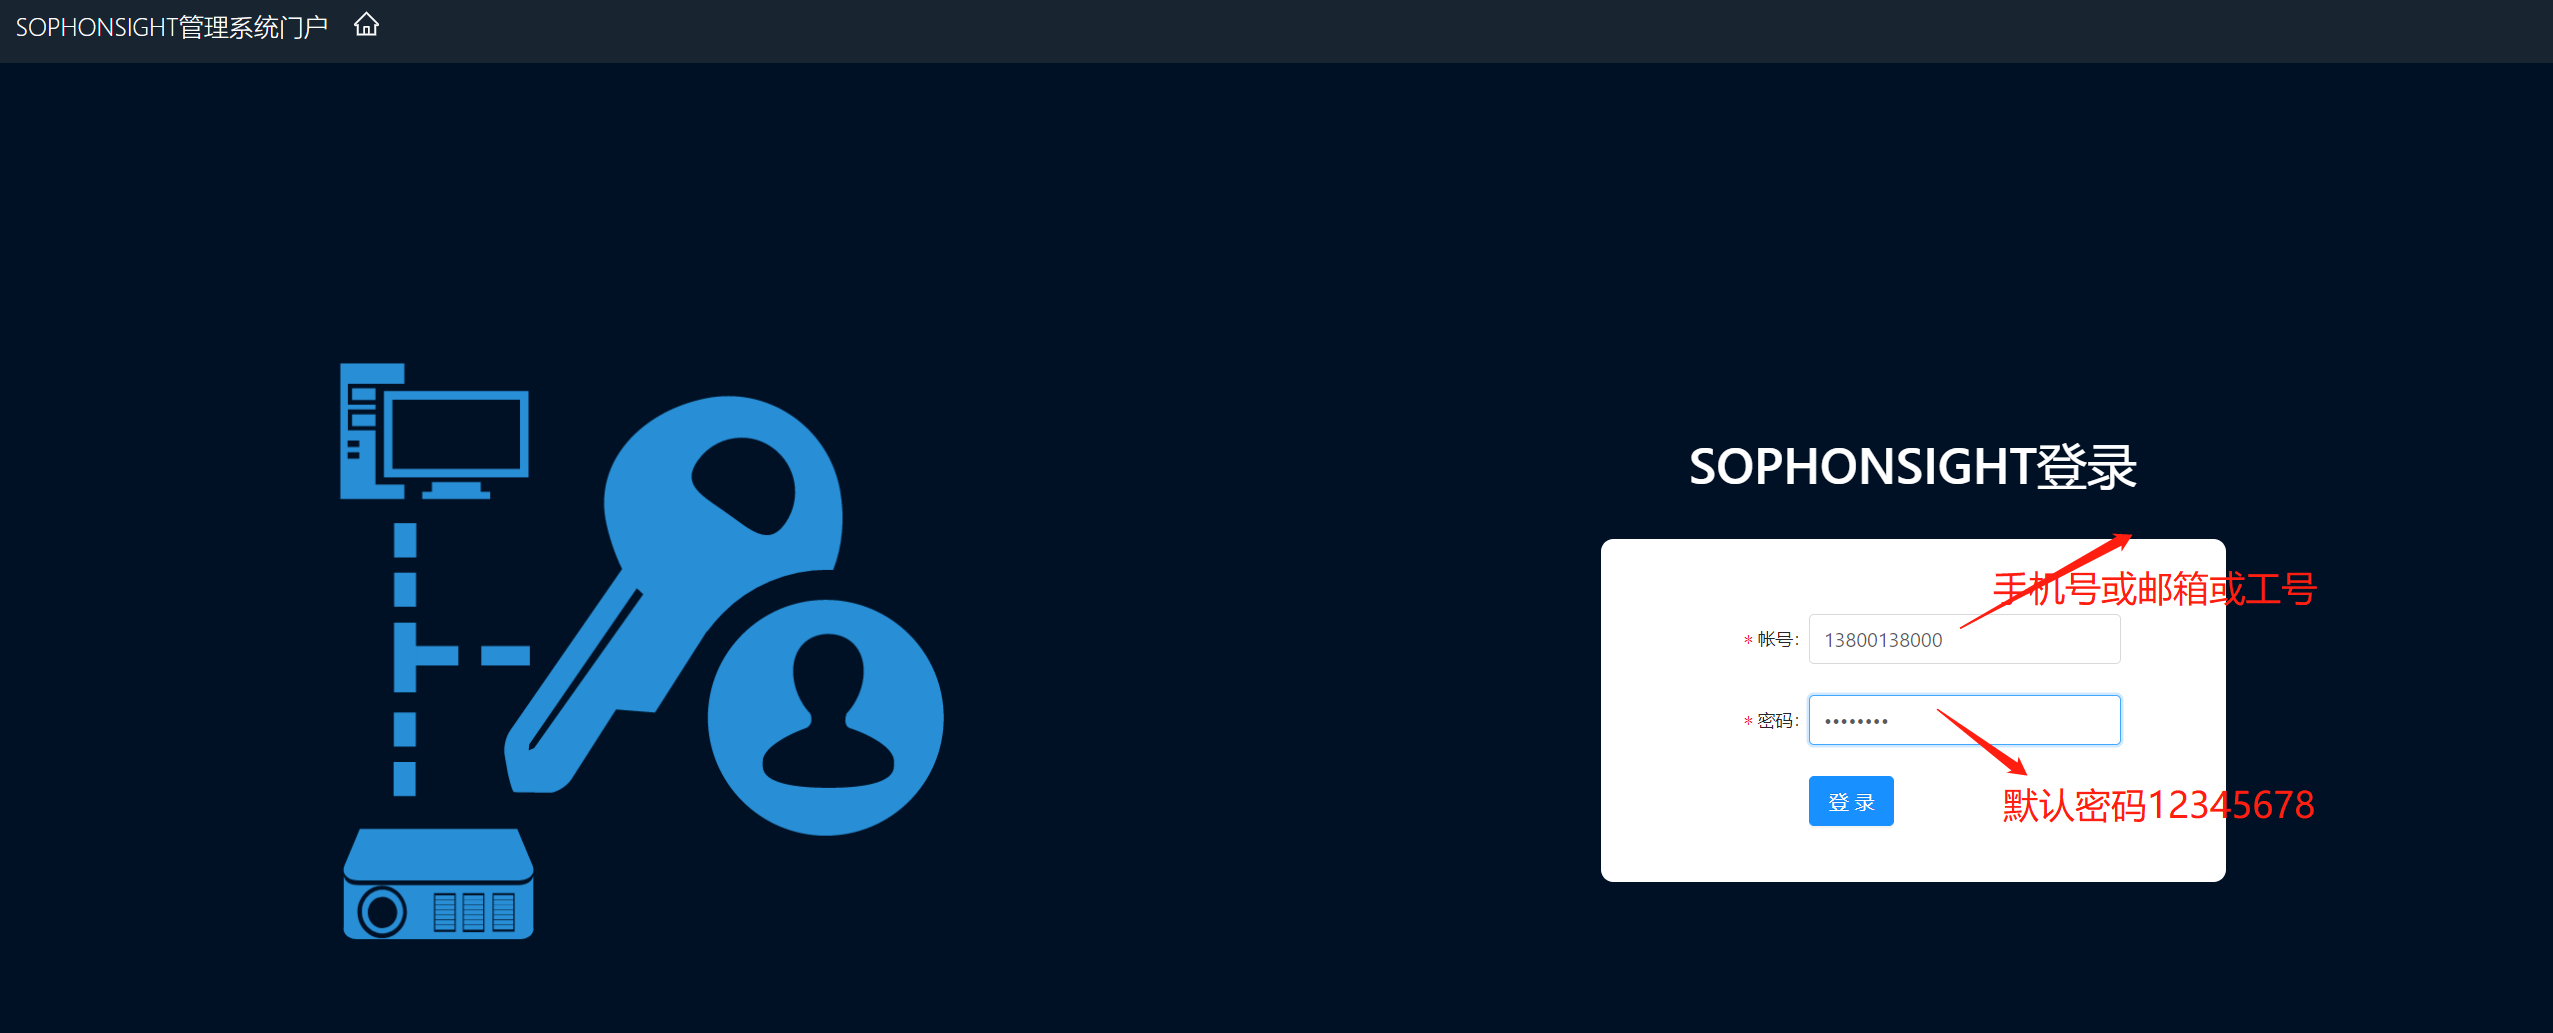 SOPHONSIGHT管理系统门户
SOPHONSIGHT登录
手机号或邮箱或工号
* 帐号: 13800138000
* 密码: ••••••••
登 录
默认密码12345678